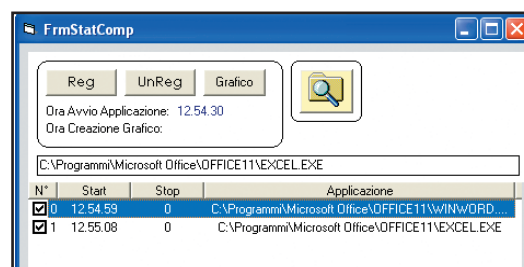 FrmStatComp
Reg UnReg Grafico
Ora Avvio Applicazione: 12.54.30
Ora Creazione Grafico:
C:\Programmi\Microsoft Office\OFFICE11\EXCEL.EXE
N° Start Stop Applicazione
0 12.54.59 0 C:\Programmi\Microsoft Office\OFFICE11\WINWORD....
1 12.55.08 0 C:\Programmi\Microsoft Office\OFFICE11\EXCEL.EXE